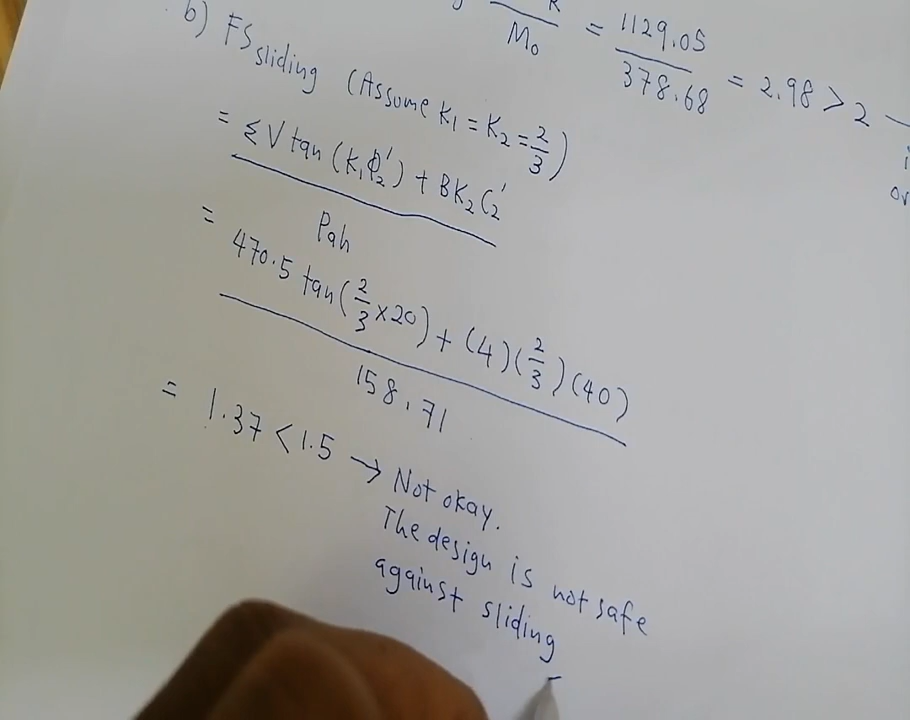 R / Mo = 1129.05 / 378.68 = 2.98 > 2
b) FS sliding (Assume K1 = K2 = 2/3)
= ΣV tan (K1Φ2') + BK2C2'
Pah
= 470.5 tan (2/3 × 20) + (4)(2/3)(40)
158.71
= 1.37 < 1.5 → Not okay.
The design is not safe
against sliding
or